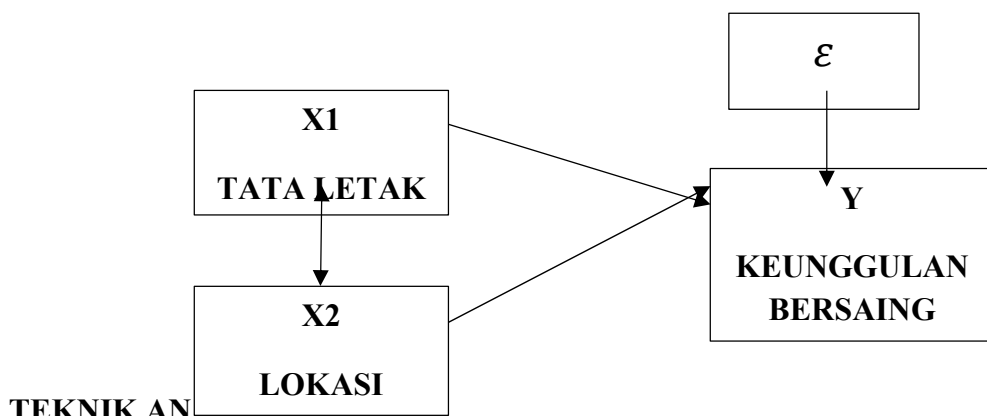 ε
X1
TATA LETAK
Y
KEUNGGULAN
BERSAING
X2
LOKASI
TEKNIK AN